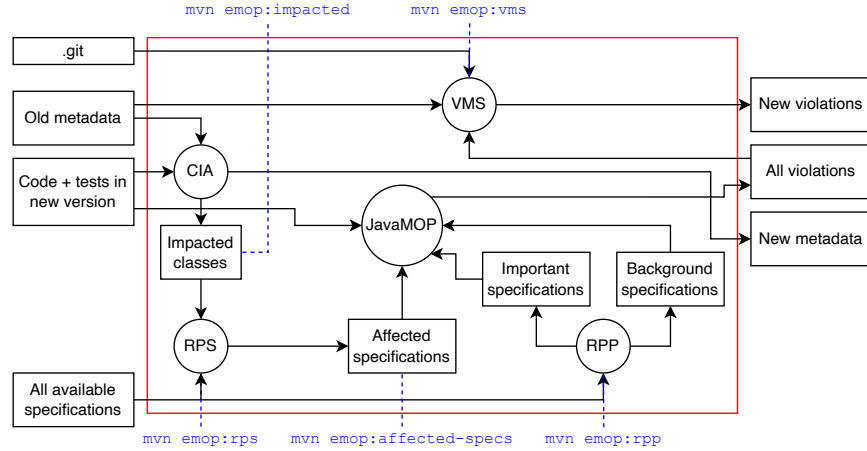 mvn emop:impacted
mvn emop:vms
.git
Old metadata
VMS
New violations
CIA
Code + tests in
new version
All violations
JavaMOP
Impacted
classes
New metadata
Important
specifications
Background
specifications
RPS
Affected
specifications
RPP
All available
specifications
mvn emop:rps
mvn emop:affected-specs
mvn emop:rpp